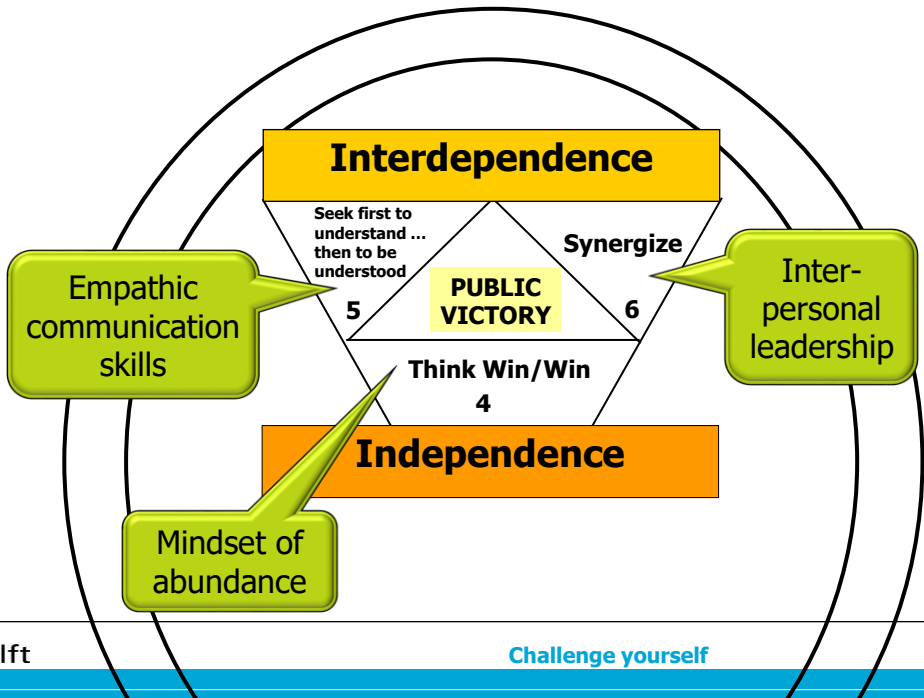 Interdependence
Seek first to
understand ...
then to be
understood
5
Synergize
6
PUBLIC
VICTORY
Think Win/Win
4
Independence
Empathic
communication
skills
Inter-
personal
leadership
Mindset of
abundance
lft
Challenge yourself